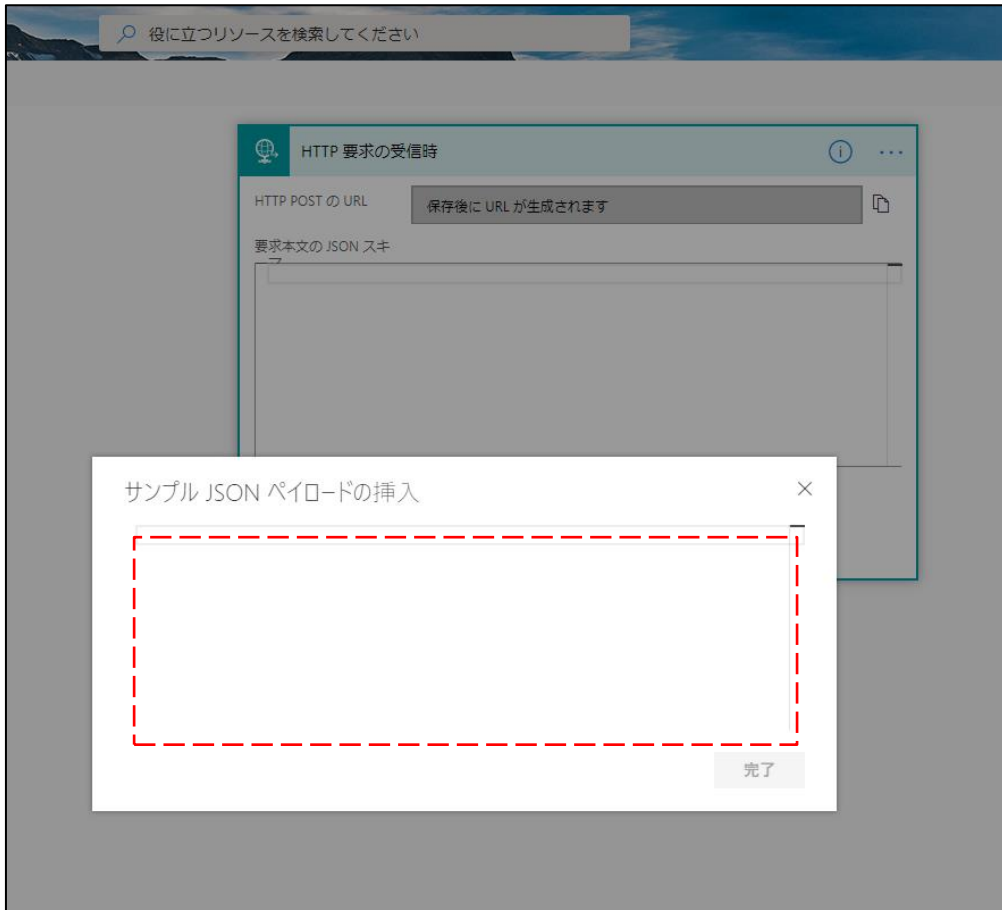 役に立つリソースを検索してください
HTTP 要求の受信時
HTTP POST の URL
保存後に URL が生成されます
要求本文の JSON スキ
マ
サンプル JSON ペイロードの挿入
完了